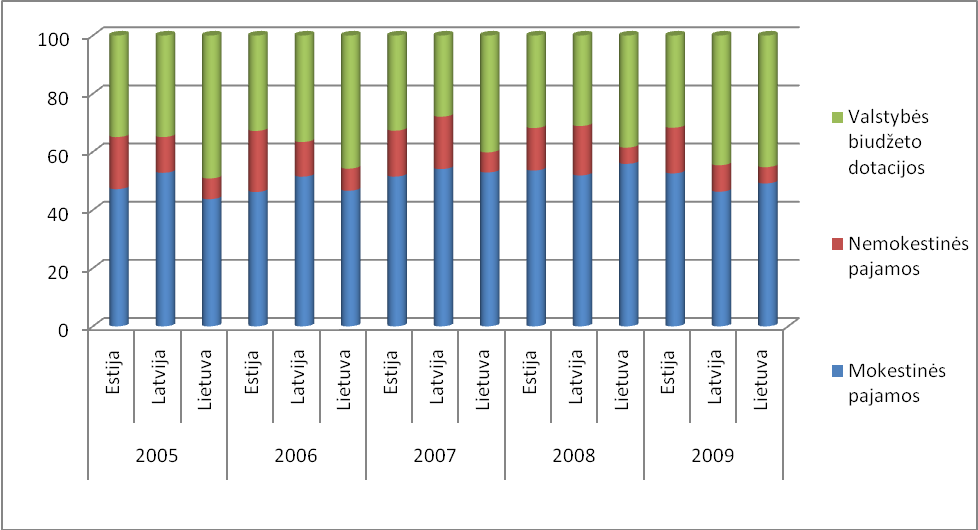 100
80
60
40
20
0
Estija
Latvija
Lietuva
Estija
Latvija
Lietuva
Estija
Latvija
Lietuva
Estija
Latvija
Lietuva
Estija
Latvija
Lietuva
2005
2006
2007
2008
2009
Valstybės
biudžeto
dotacijos
Nemokestinės
pajamos
Mokestinės
pajamos